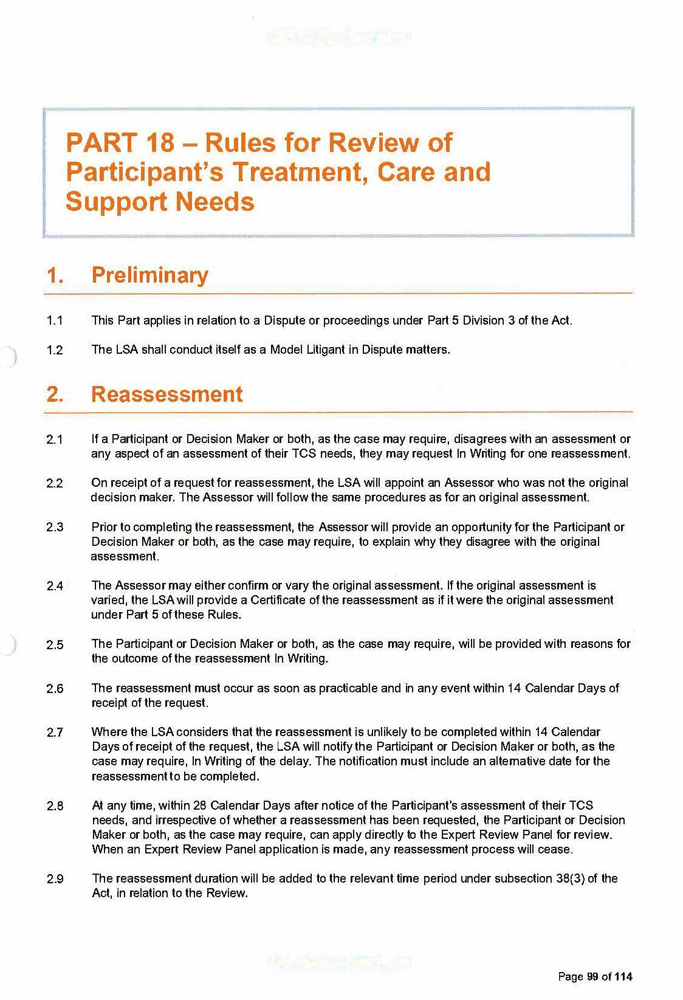 PART 18 – Rules for Review of
Participant's Treatment, Care and
Support Needs
1. Preliminary
1.1 This Part applies in relation to a Dispute or proceedings under Part 5 Division 3 of the Act.
1.2 The LSA shall conduct itself as a Model Litigant in Dispute matters.
2. Reassessment
2.1 If a Participant or Decision Maker or both, as the case may require, disagrees with an assessment or
any aspect of an assessment of their TCS needs, they may request In Writing for one reassessment.
2.2 On receipt of a request for reassessment, the LSA will appoint an Assessor who was not the original
decision maker. The Assessor will follow the same procedures as for an original assessment.
2.3 Prior to completing the reassessment, the Assessor will provide an opportunity for the Participant or
Decision Maker or both, as the case may require, to explain why they disagree with the original
assessment.
2.4 The Assessor may either confirm or vary the original assessment. If the original assessment is
varied, the LSA will provide a Certificate of the reassessment as if it were the original assessment
under Part 5 of these Rules.
2.5 The Participant or Decision Maker or both, as the case may require, will be provided with reasons for
the outcome of the reassessment In Writing.
2.6 The reassessment must occur as soon as practicable and in any event within 14 Calendar Days of
receipt of the request.
2.7 Where the LSA considers that the reassessment is unlikely to be completed within 14 Calendar
Days of receipt of the request, the LSA will notify the Participant or Decision Maker or both, as the
case may require, In Writing of the delay. The notification must include an alternative date for the
reassessment to be completed.
2.8 At any time, within 28 Calendar Days after notice of the Participant's assessment of their TCS
needs, and irrespective of whether a reassessment has been requested, the Participant or Decision
Maker or both, as the case may require, can apply directly to the Expert Review Panel for review.
When an Expert Review Panel application is made, any reassessment process will cease.
2.9 The reassessment duration will be added to the relevant time period under subsection 38(3) of the
Act, in relation to the Review.
Page 99 of 114